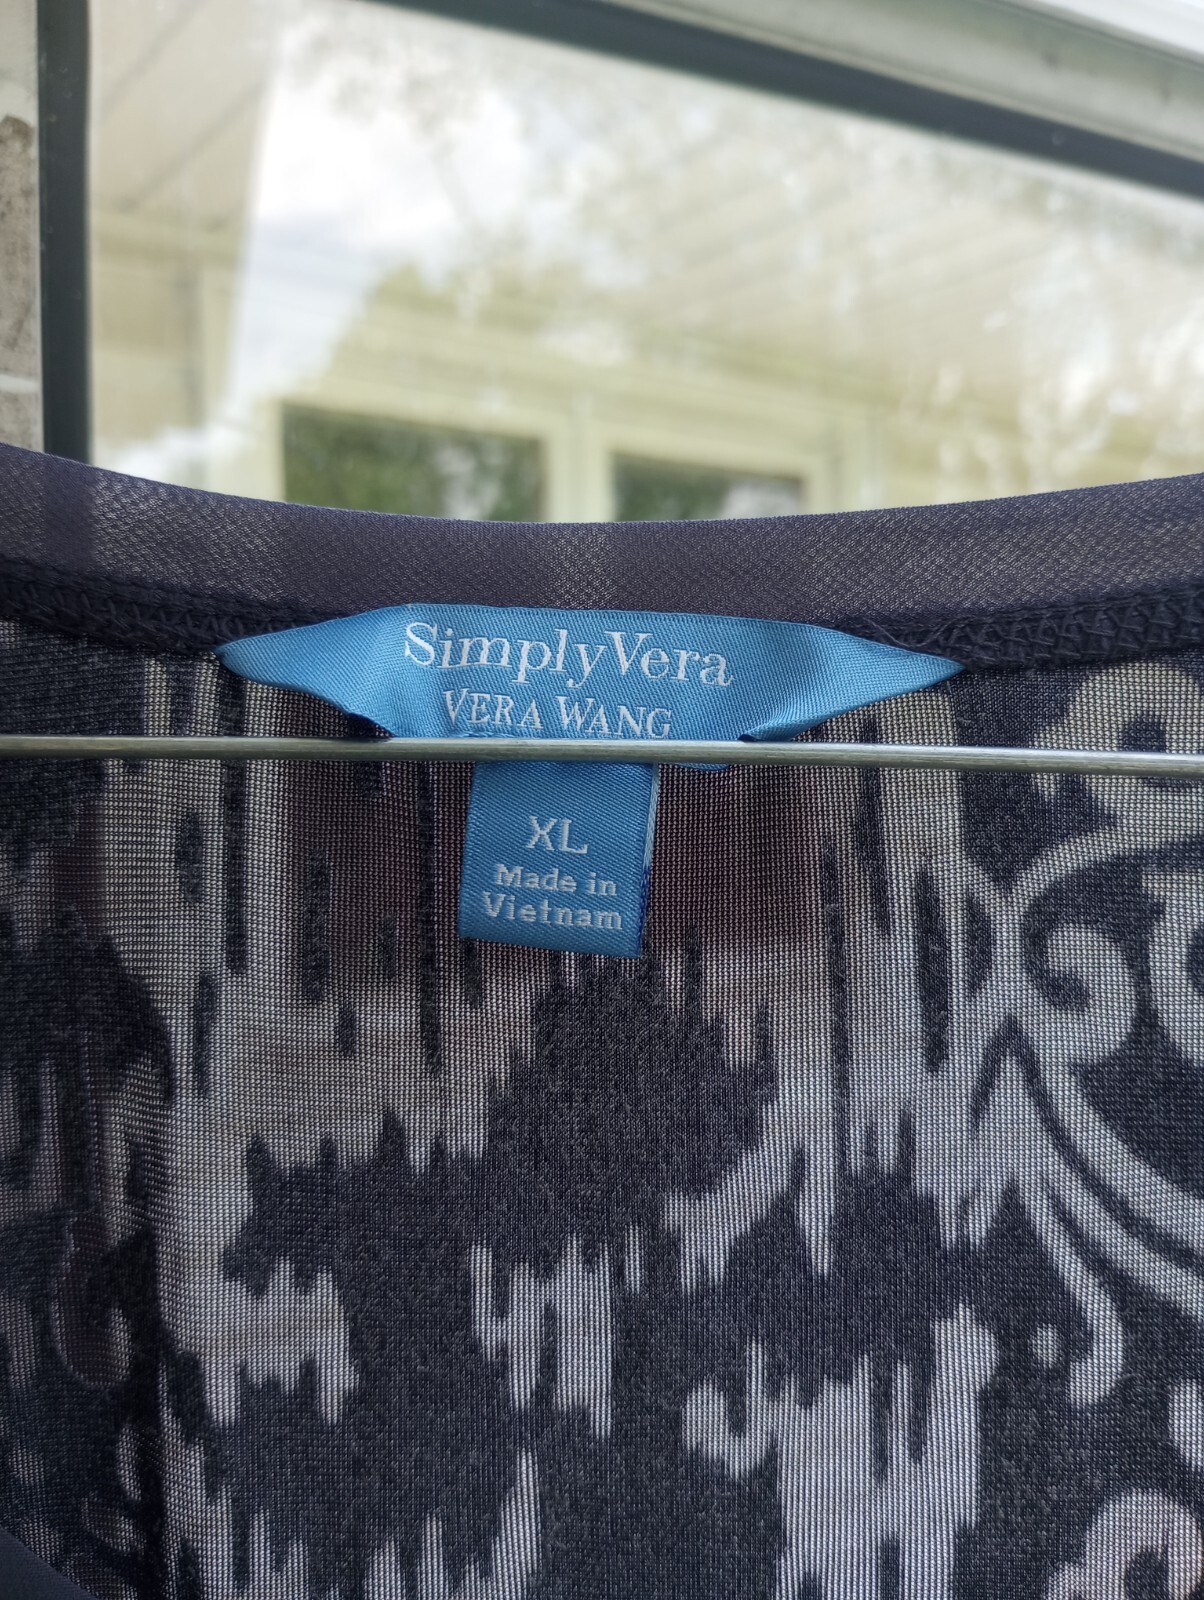 SimplyVera
VERA WANG
XL
Made in
Vietnam